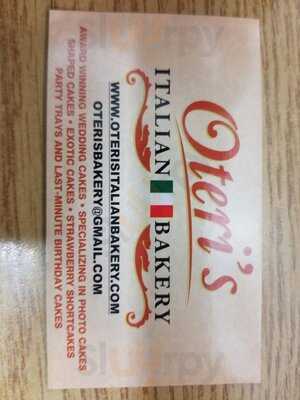 Oteri's
ITALIAN BAKERY
WWW.OTERISITALIANBAKERY.COM
OTERISBAKERY@GMAIL.COM
AWARD WINNING WEDDING CAKES • SPECIALIZING IN PHOTO CAKES
SHAPED CAKES • EXOTIC CAKES • STRAWBERRY SHORTCAKES
PARTY TRAYS AND LAST-MINUTE BIRTHDAY CAKES